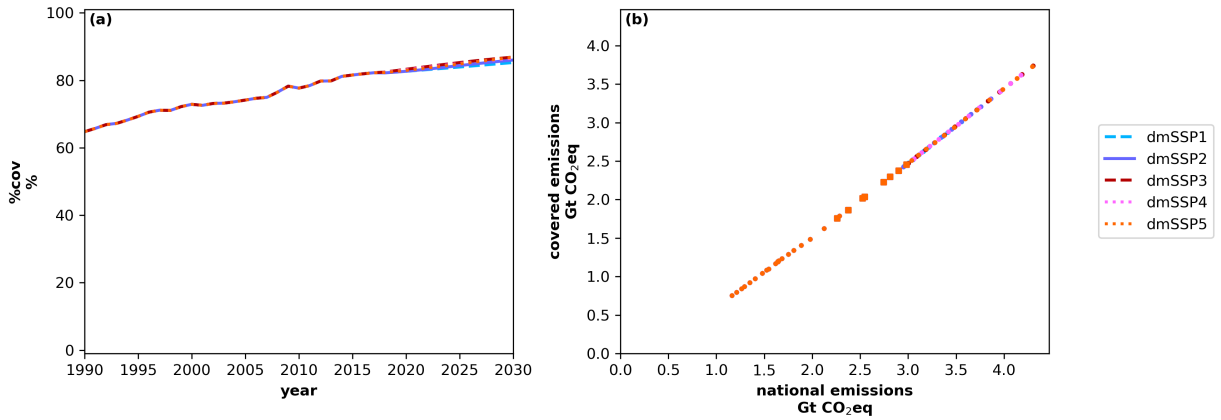 (a)
100
80
60
40
20
0
%cov
%
1990 1995 2000 2005 2010 2015 2020 2025 2030
year
(b)
4.0
3.5
3.0
2.5
2.0
1.5
1.0
0.5
0.0
covered emissions
Gt CO₂eq
0.0 0.5 1.0 1.5 2.0 2.5 3.0 3.5 4.0
national emissions
Gt CO₂eq
dmSSP1
dmSSP2
dmSSP3
dmSSP4
dmSSP5